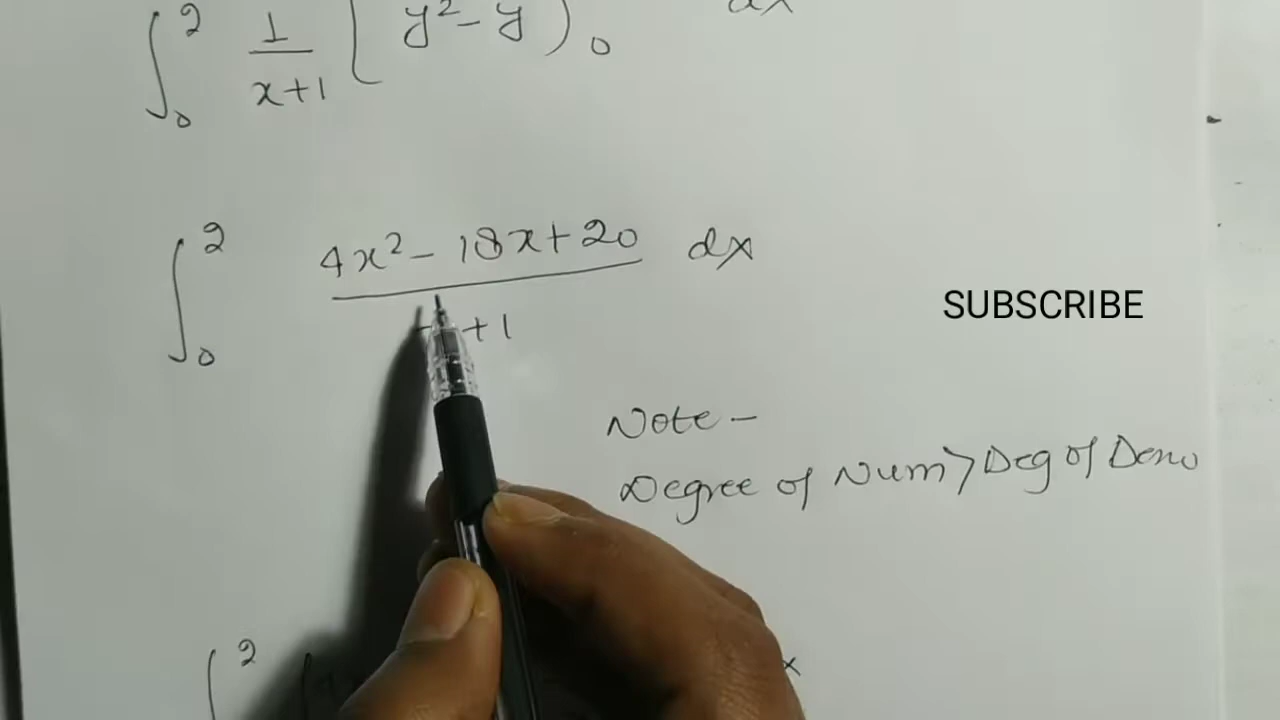 ∫₀² 1/(x+1) [y² - y)₀ dx
∫₀² (4x² - 18x + 20)/(x+1) dx
SUBSCRIBE
Note -
Degree of Num > Deg of Deno
∫ 2 x